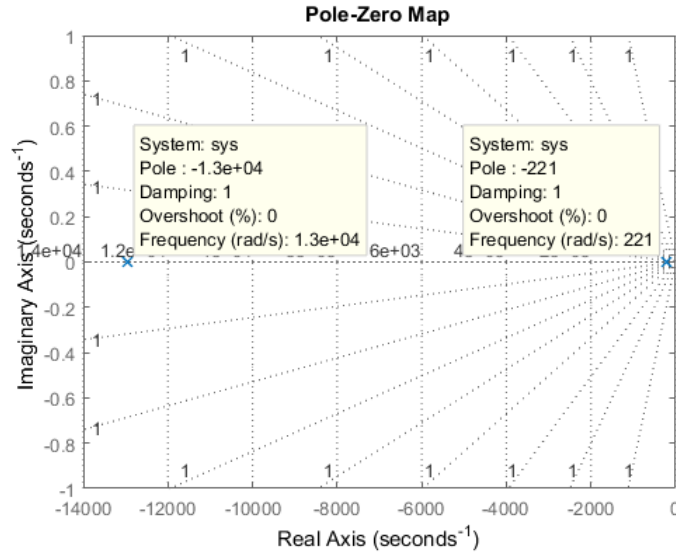 Pole-Zero Map
1
1 1 1 1 1 1
0.8
1
0.6
System: sys
Pole : -1.3e+04
Damping: 1
Overshoot (%): 0
Frequency (rad/s): 1.3e+04
System: sys
Pole : -221
Damping: 1
Overshoot (%): 0
Frequency (rad/s): 221
0.4
1
0.2
4e+04 6e+03
0
-0.2
1
-0.4
-0.6
1
-0.8
1 1 1 1 1 1
-1
-14000 -12000 -10000 -8000 -6000 -4000 -2000 0
Imaginary Axis (seconds-1)
Real Axis (seconds-1)